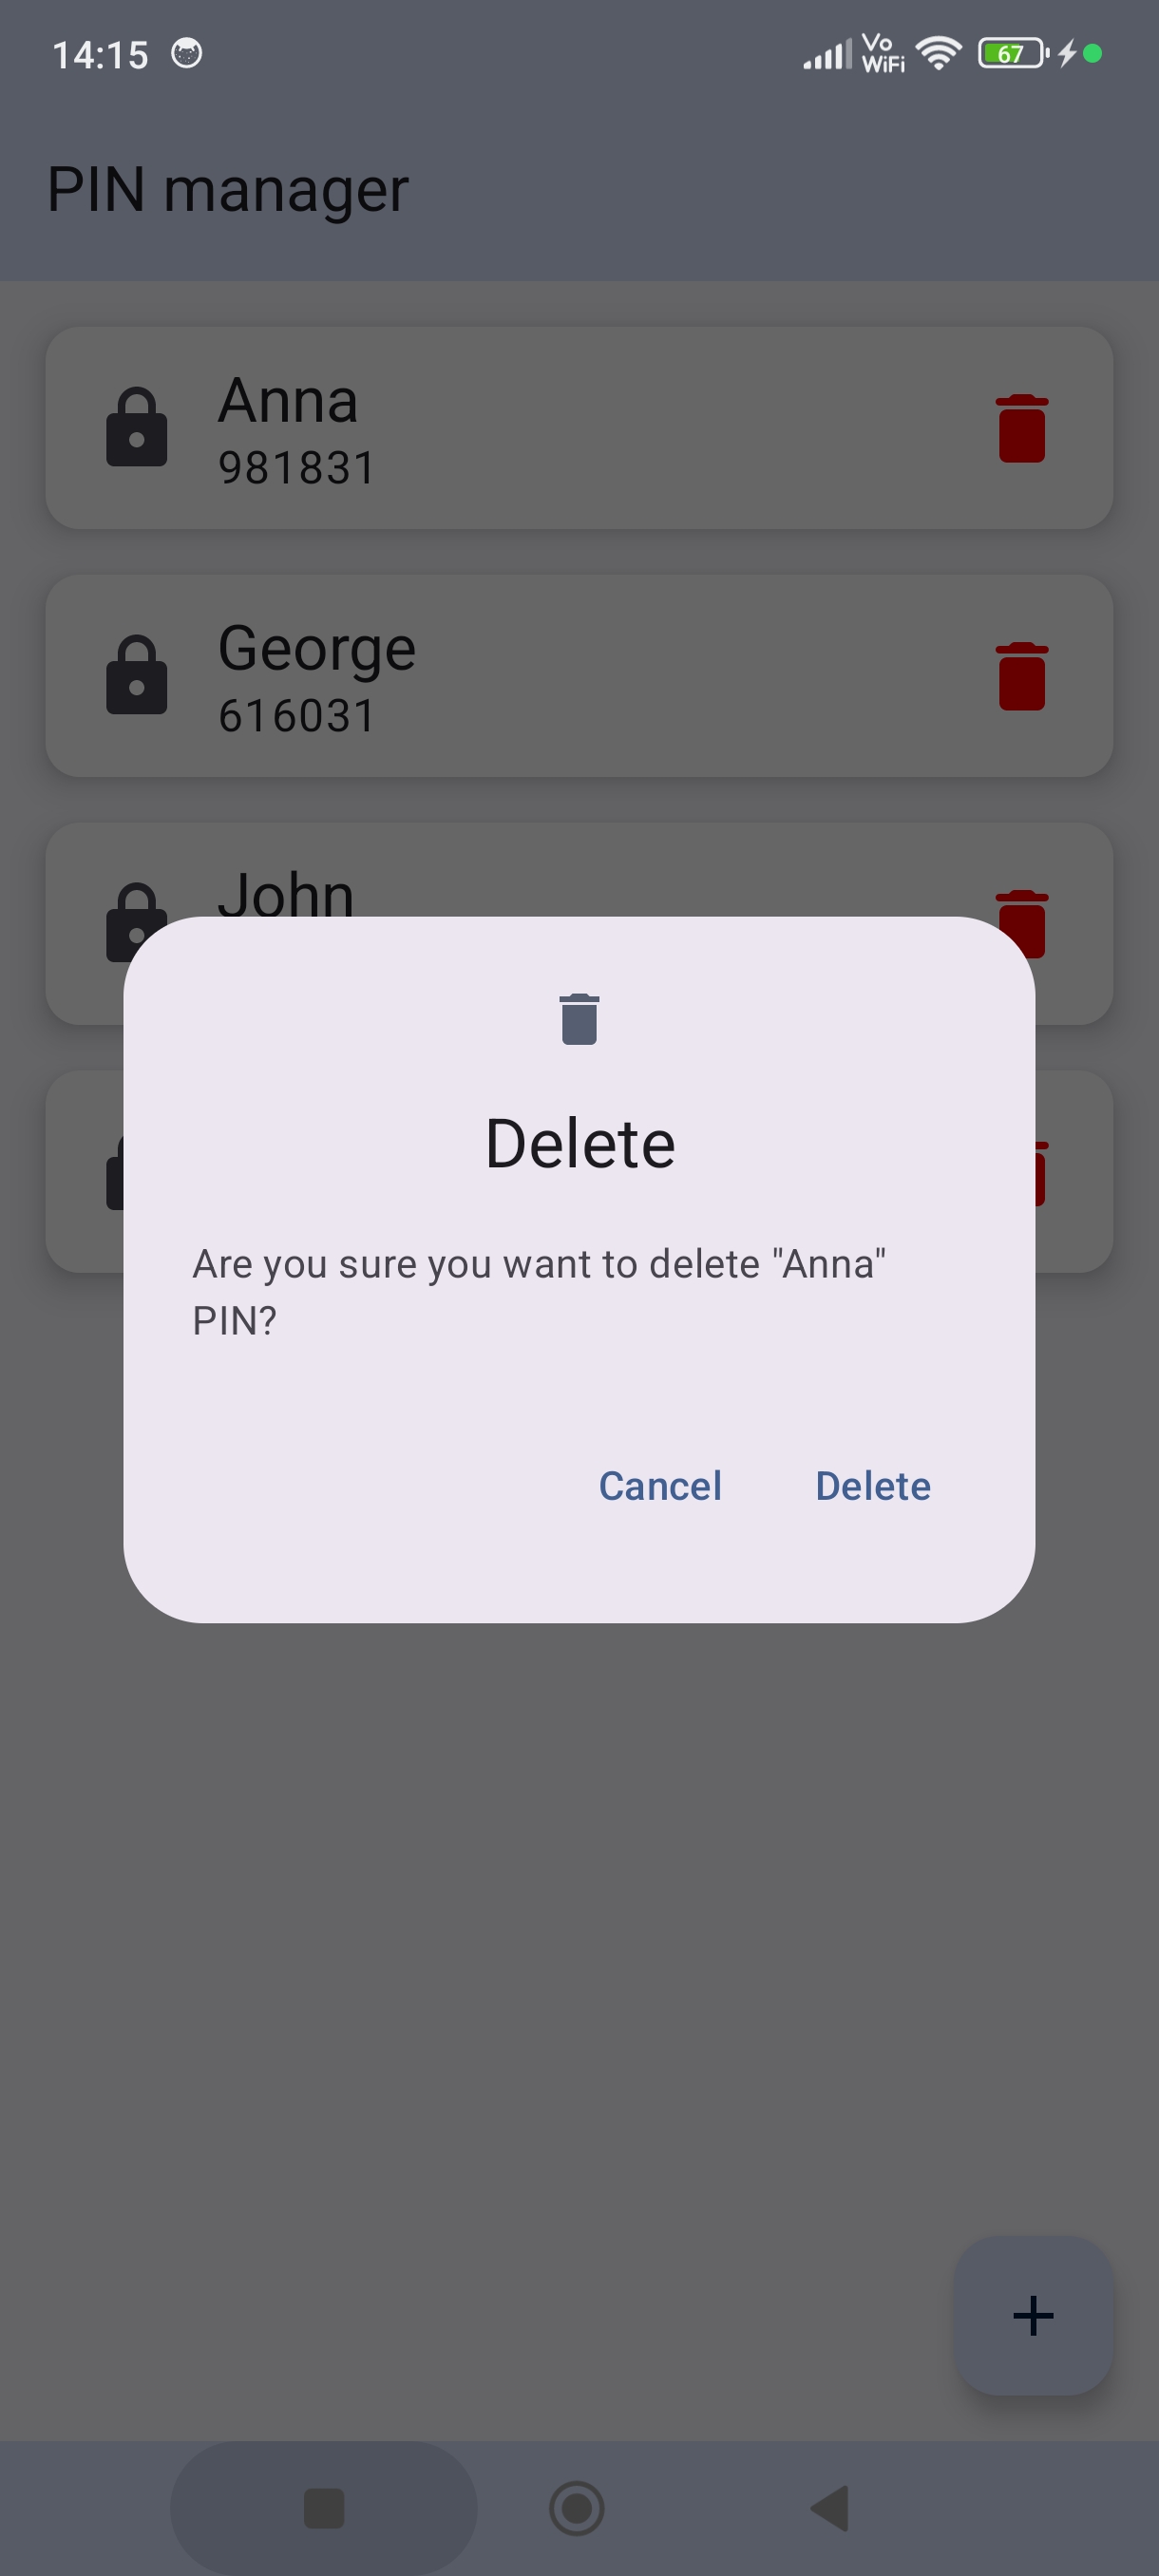 14:15
Vo
WiFi
67
PIN manager
Anna
981831
George
616031
John
Delete
Are you sure you want to delete "Anna"
PIN?
Cancel
Delete